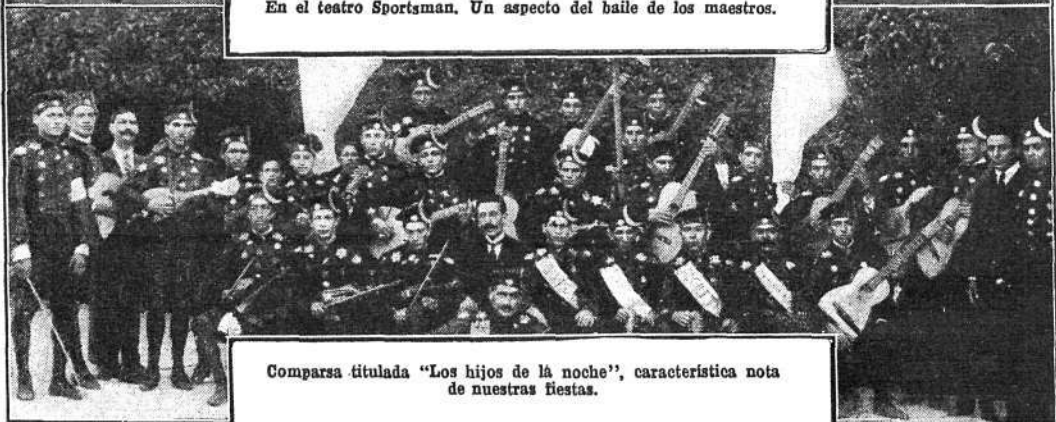 En el teatro Sportsman. Un aspecto del baile de los maestros.
Comparsa titulada “Los hijos de lá noche”, característica nota
de nuestras fiestas.